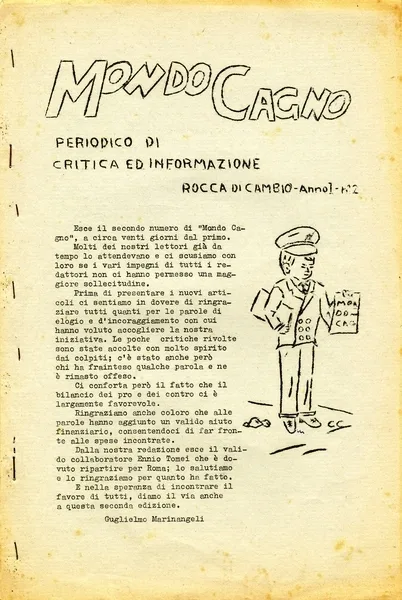 MONDO CAGNO
PERIODICO DI
CRITICA ED INFORMAZIONE
ROCCA DI CAMBIO-Anno1-N°2
Esce il secondo numero di "Mondo Ca-
gno", a circa venti giorni dal primo.
Molti dei nostri lettori già da
tempo lo attendevano e ci scusiamo con
loro se i vari impegni di tutti i re-
dattori non ci hanno permesso una mag-
giore sollecitudine.
Prima di presentare i nuovi arti-
coli ci sentiamo in dovere di ringra-
ziare tutti quanti per le parole di
elogio e d'incoraggiamento con cui
hanno voluto accogliere la nostra
iniziativa. Le poche critiche rivolte
sono state accolte con molto spirito
dai colpiti; c'è stato anche però
chi ha frainteso qualche parola e ne
è rimasto offeso.
Ci conforta però il fatto che il
bilancio dei pro e dei contro ci è
largamente favorevole.
Ringraziamo anche coloro che alle
parole hanno aggiunto un valido aiuto
finanziario, consentendoci di far fron-
te alle spese incontrate.
Dalla nostra redazione esce il vali-
do collaboratore Ennio Tomei che è do-
vuto ripartire per Roma; lo salutiamo
e lo ringraziamo per quanto ha fatto.
E nella speranza di incontrare il
favore di tutti, diamo il via anche
a questa seconda edizione.
Guglielmo Marinangeli
MON
DO
CAG
CC